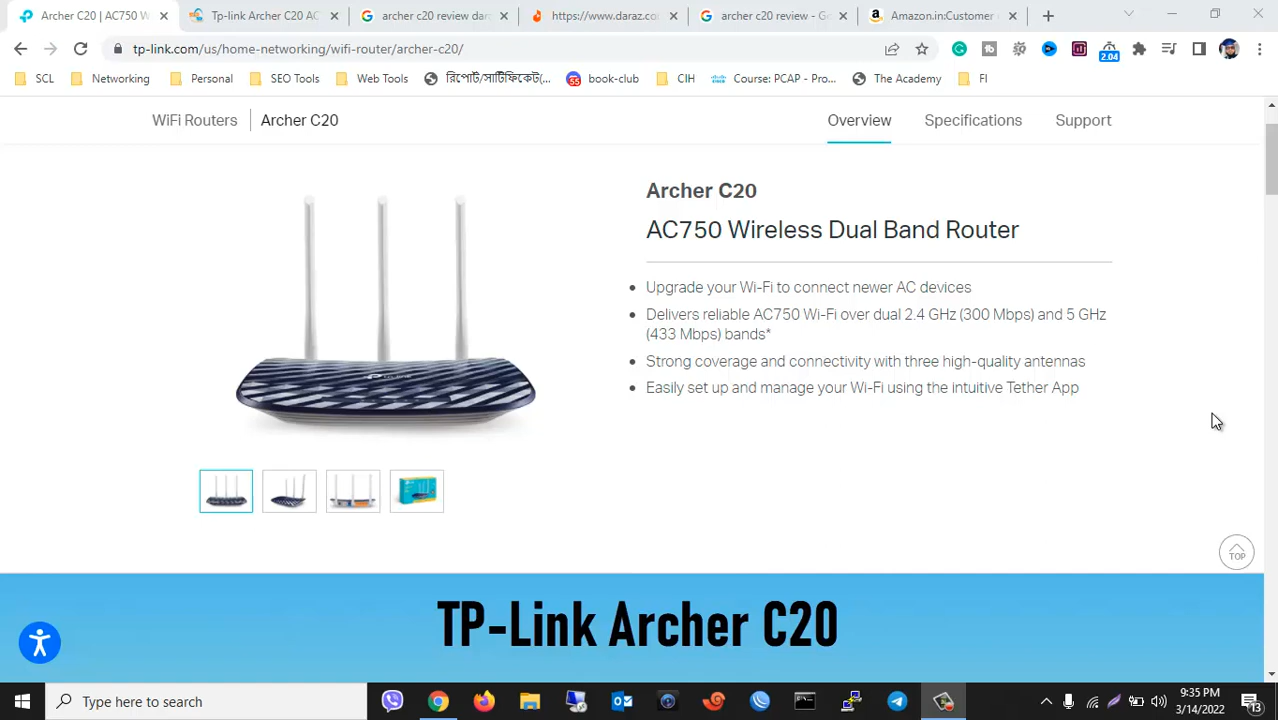 Archer C20 | AC750 W
Tp-link Archer C20 AC
archer c20 review dara
https://www.daraz.co
archer c20 review - Go
Amazon.in:Customer
tp-link.com/us/home-networking/wifi-router/archer-c20/
2.04
SCL
Networking
Personal
SEO Tools
Web Tools
রিপোর্ট/সার্টিফিকেট(...
55
book-club
CIH
Course: PCAP - Pro...
The Academy
FI
WiFi Routers
Archer C20
Overview
Specifications
Support
Archer C20
AC750 Wireless Dual Band Router
Upgrade your Wi-Fi to connect newer AC devices
Delivers reliable AC750 Wi-Fi over dual 2.4 GHz (300 Mbps) and 5 GHz
(433 Mbps) bands*
Strong coverage and connectivity with three high-quality antennas
Easily set up and manage your Wi-Fi using the intuitive Tether App
TOP
TP-Link Archer C20
Type here to search
9:35 PM
3/14/2022
13